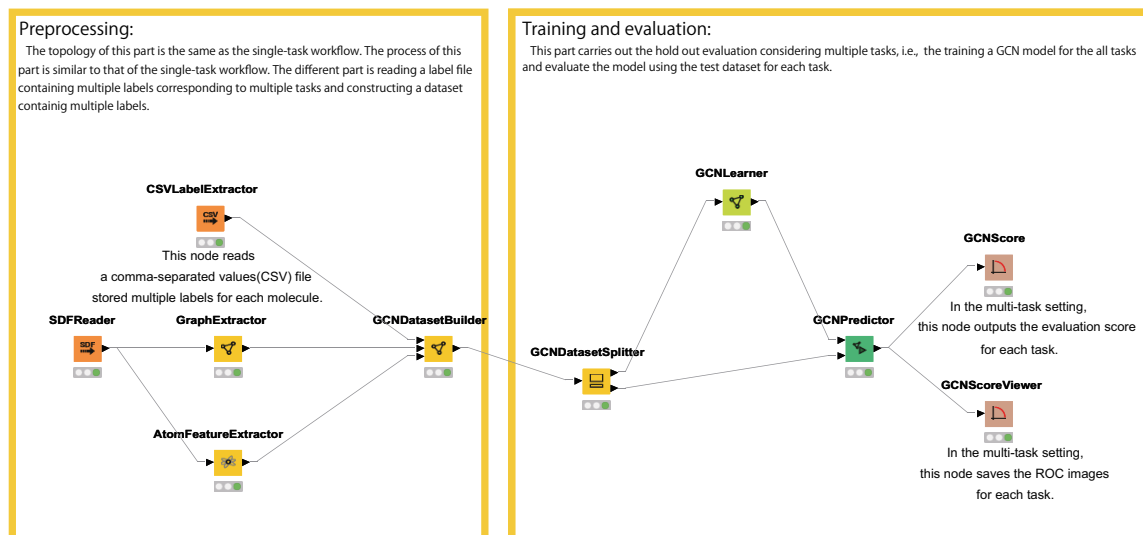 Preprocessing:
The topology of this part is the same as the single-task workflow. The process of this
part is similar to that of the single-task workflow. The different part is reading a label file
containing multiple labels corresponding to multiple tasks and constructing a dataset
containig multiple labels.
CSVLabelExtractor
CSV
This node reads
a comma-separated values(CSV) file
stored multiple labels for each molecule.
SDFReader
SDF
GraphExtractor
GCNDatasetBuilder
AtomFeatureExtractor
Training and evaluation:
This part carries out the hold out evaluation considering multiple tasks, i.e., the training a GCN model for the all tasks
and evaluate the model using the test dataset for each task.
GCNLearner
GCNDatasetSplitter
GCNPredictor
GCNScore
In the multi-task setting,
this node outputs the evaluation score
for each task.
GCNScoreViewer
In the multi-task setting,
this node saves the ROC images
for each task.